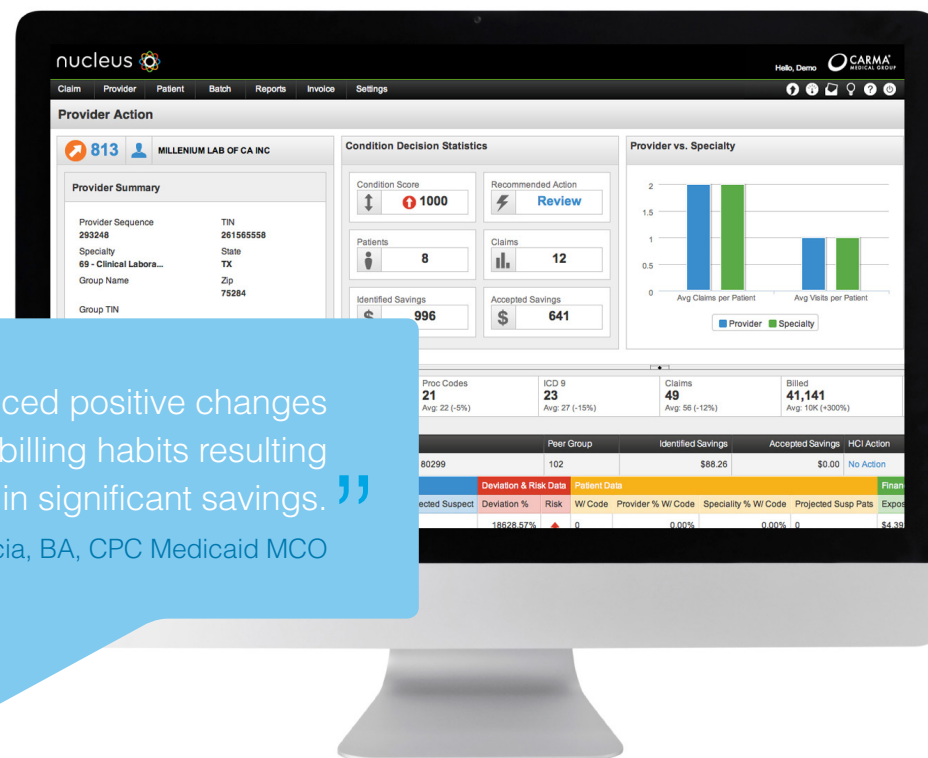 nucleus
Hello, Demo
CARMA
MEDICAL GROUP
Claim Provider Patient Batch Reports Invoice Settings
Provider Action
813 MILLENIUM LAB OF CA INC
Provider Summary
Provider Sequence TIN
293248 261565558
Specialty State
69 - Clinical Labora... TX
Group Name Zip
75284
Group TIN
Condition Decision Statistics
Condition Score Recommended Action
1000 Review
Patients Claims
8 12
Identified Savings Accepted Savings
$ 996 $ 641
Provider vs. Specialty
2
1.5
1
0.5
0
Avg Claims per Patient Avg Visits per Patient
Provider Specialty
Proc Codes ICD 9 Claims Billed
21 23 49 41,141
Avg: 22 (-5%) Avg: 27 (-15%) Avg: 56 (-12%) Avg: 10K (+300%)
Peer Group Identified Savings Accepted Savings HCI Action
80299 102 $88.26 $0.00 No Action
Deviation & Risk Data Patient Data Finan
ected Suspect Deviation % Risk W/ Code Provider % W/ Code Speciality % W/ Code Projected Susp Pats Expos
18628.57% 0 0.00% 0.00% 0 $4.39
ced positive changes
billing habits resulting
in significant savings.”
cia, BA, CPC Medicaid MCO